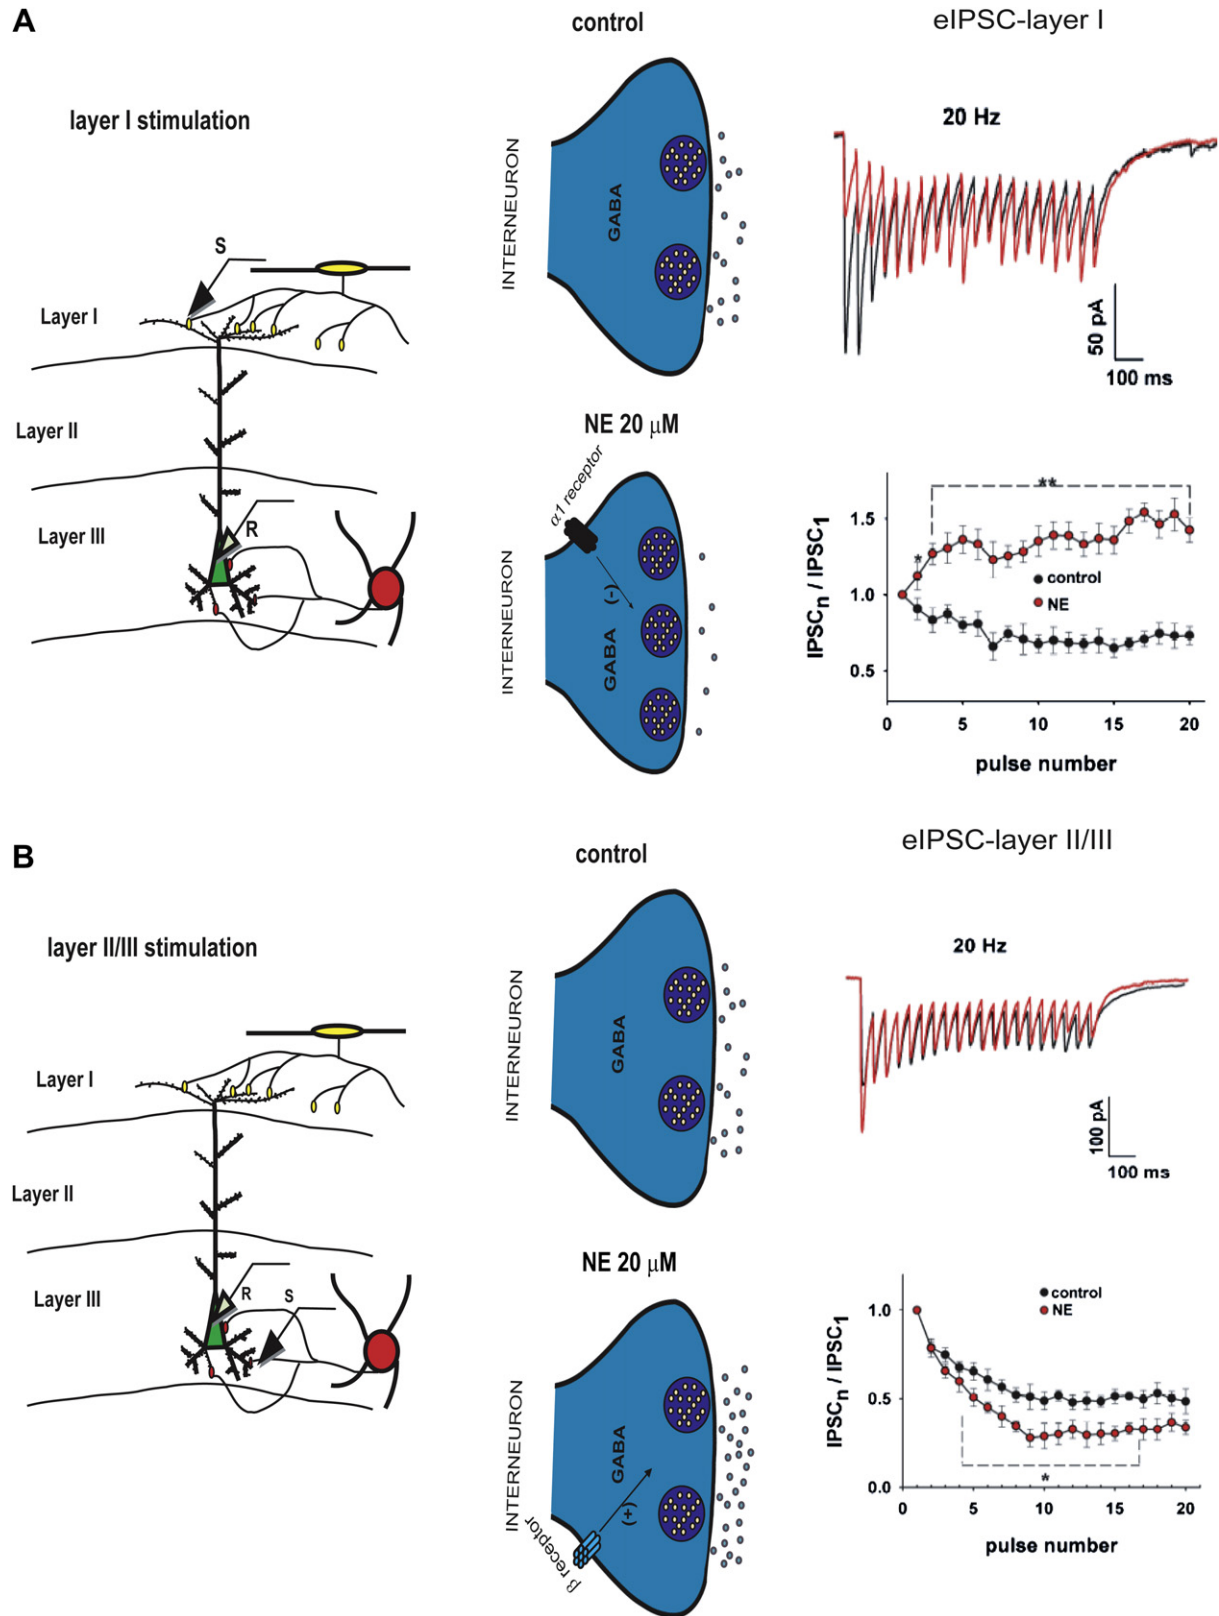 A
control
eIPSC-layer I
layer I stimulation
20 Hz
S
INTERNEURON
GABA
Layer I
50 pA
100 ms
Layer II
NE 20 µM
α1 receptor
Layer III
R
(-)
INTERNEURON
GABA
IPSCn / IPSC1
1.5
1.0
0.5
*
**
control
NE
0
5
10
15
20
pulse number
B
control
eIPSC-layer II/III
layer II/III stimulation
20 Hz
INTERNEURON
GABA
Layer I
100 pA
100 ms
Layer II
NE 20 µM
Layer III
R
S
INTERNEURON
GABA
(+)
β receptor
IPSCn / IPSC1
1.0
0.5
0.0
control
NE
*
0
5
10
15
20
pulse number